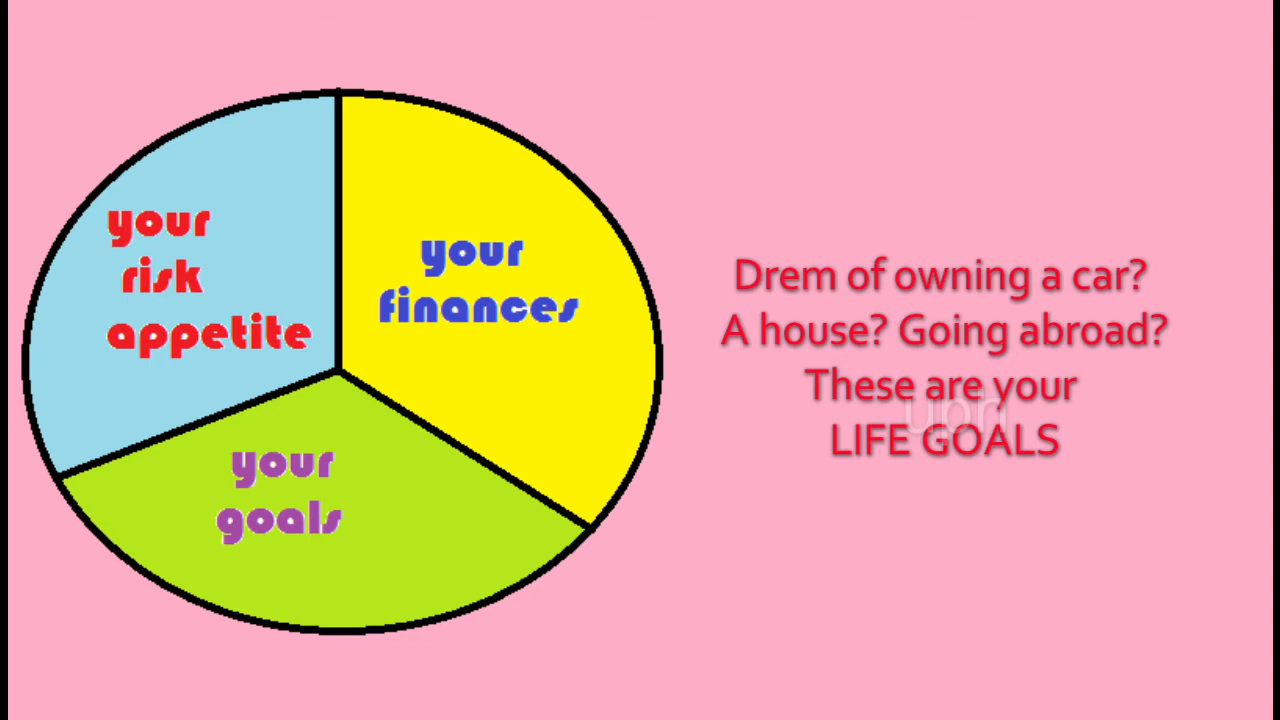 your
risk
appetite
your
finances
your
goals
Drem of owning a car?
A house? Going abroad?
These are your
LIFE GOALS